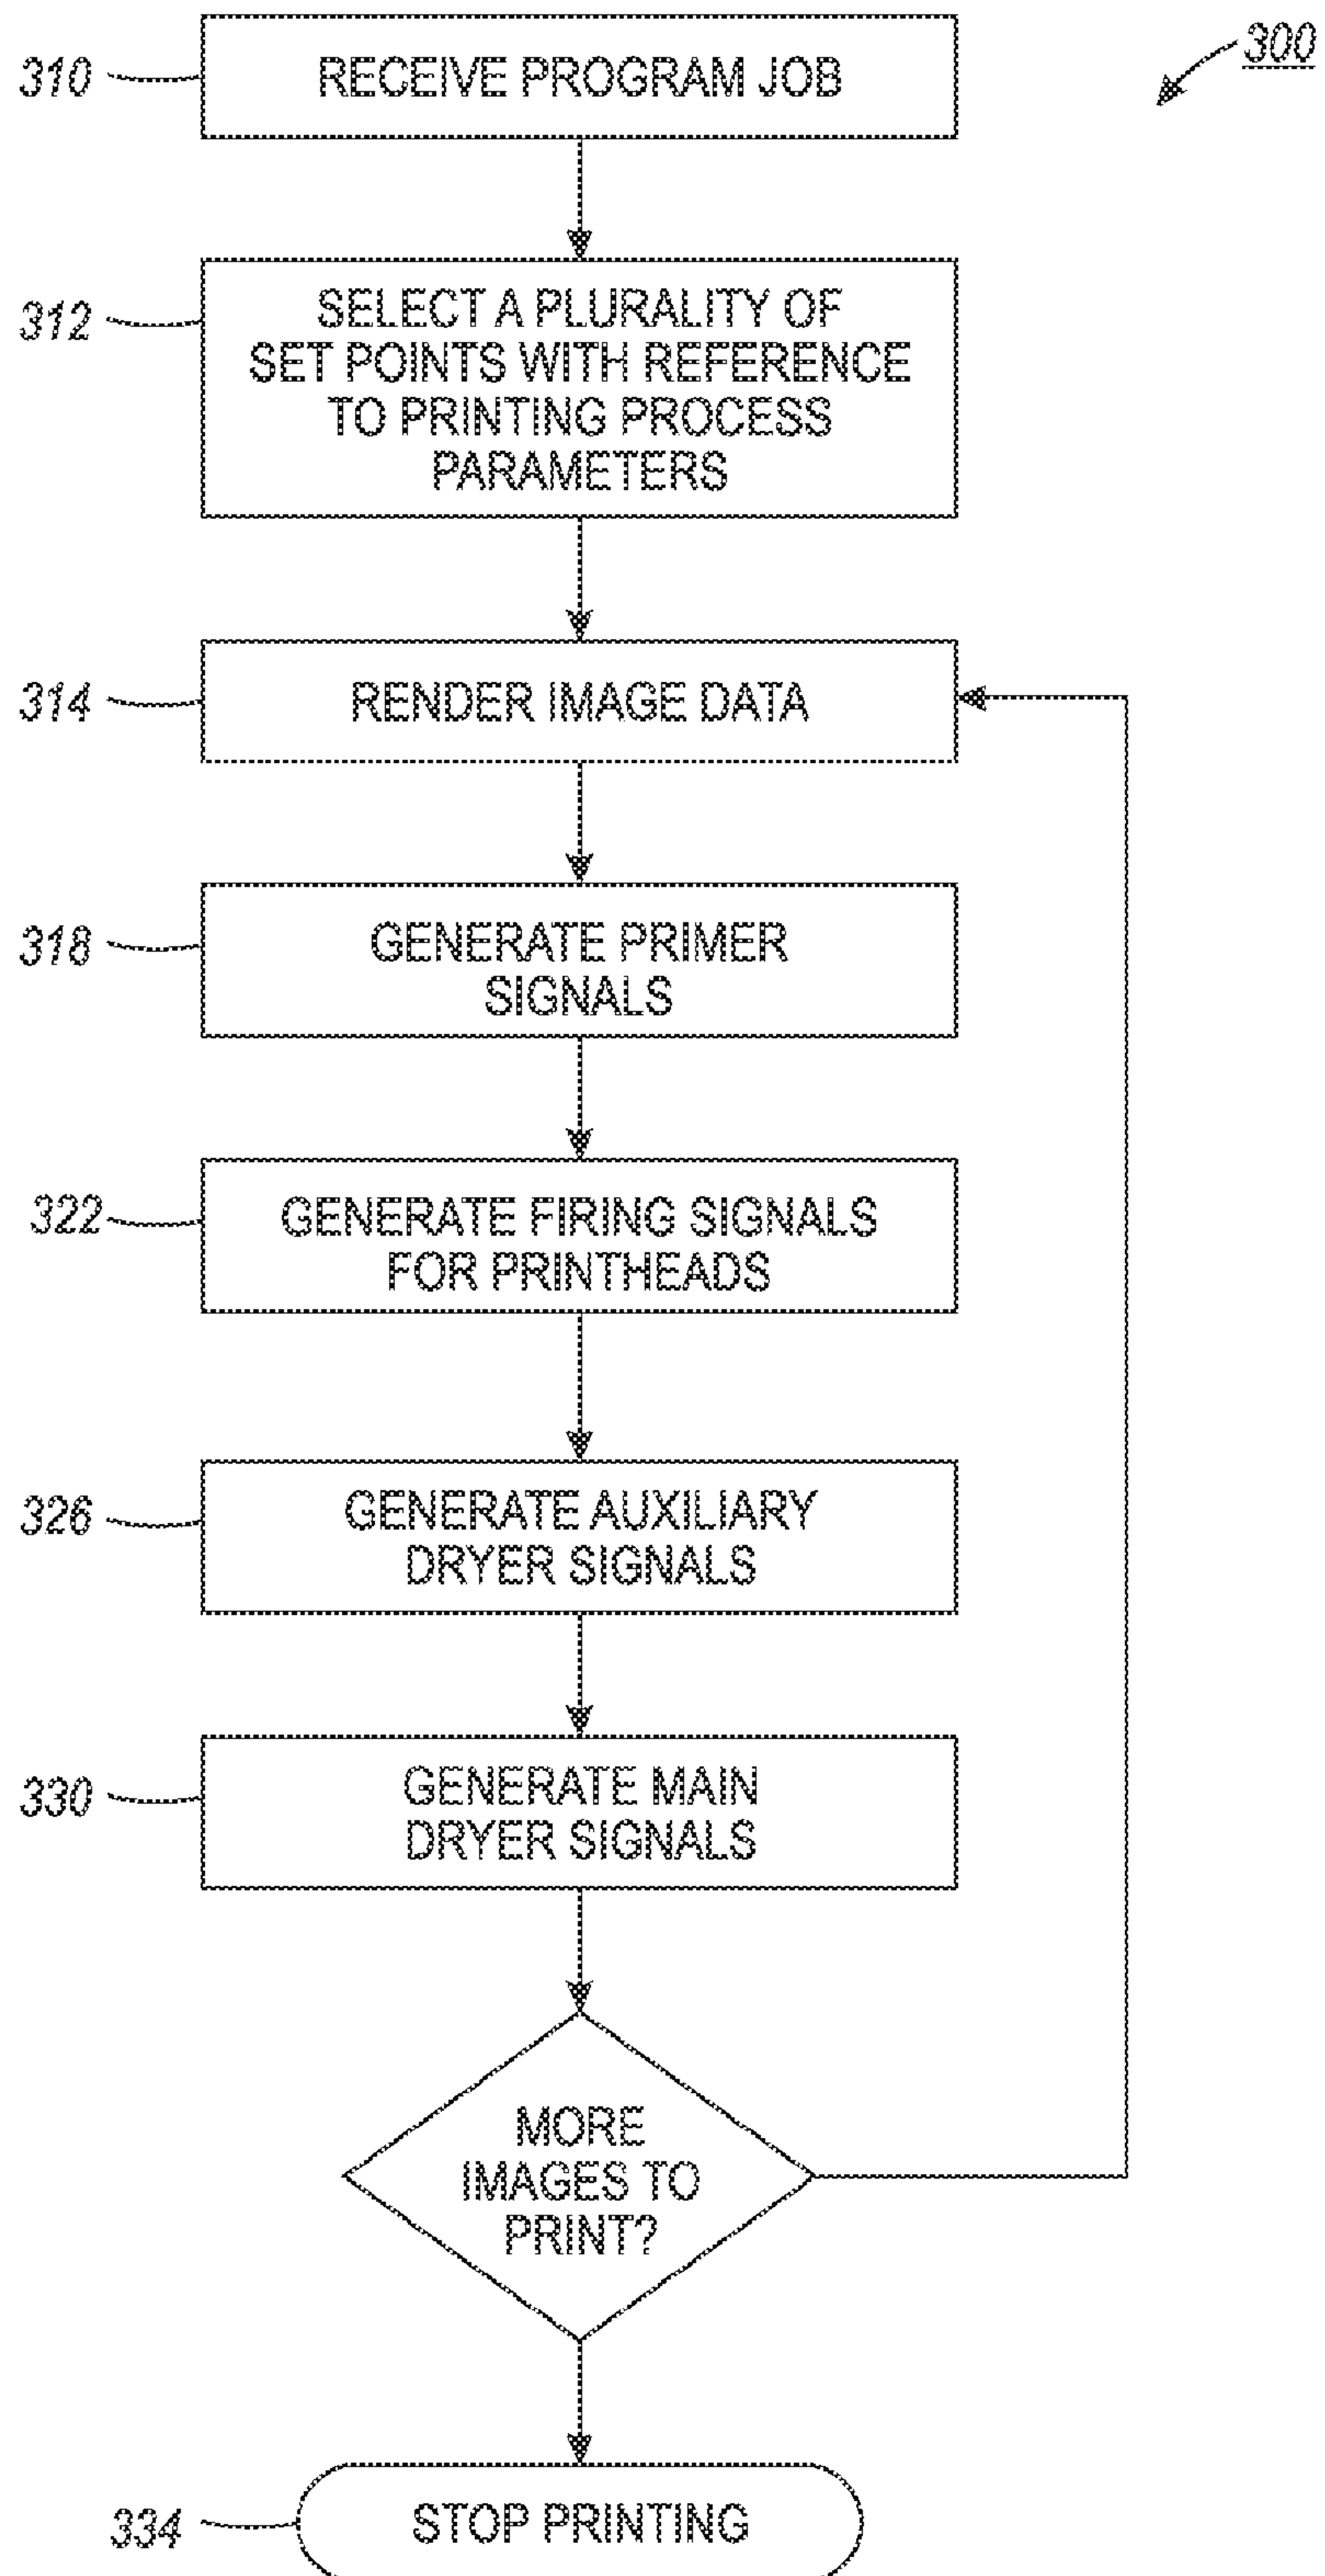 300
310
RECEIVE PROGRAM JOB
312
SELECT A PLURALITY OF
SET POINTS WITH REFERENCE
TO PRINTING PROCESS
PARAMETERS
314
RENDER IMAGE DATA
318
GENERATE PRIMER
SIGNALS
322
GENERATE FIRING SIGNALS
FOR PRINTHEADS
326
GENERATE AUXILIARY
DRYER SIGNALS
330
GENERATE MAIN
DRYER SIGNALS
MORE
IMAGES TO
PRINT?
334
STOP PRINTING